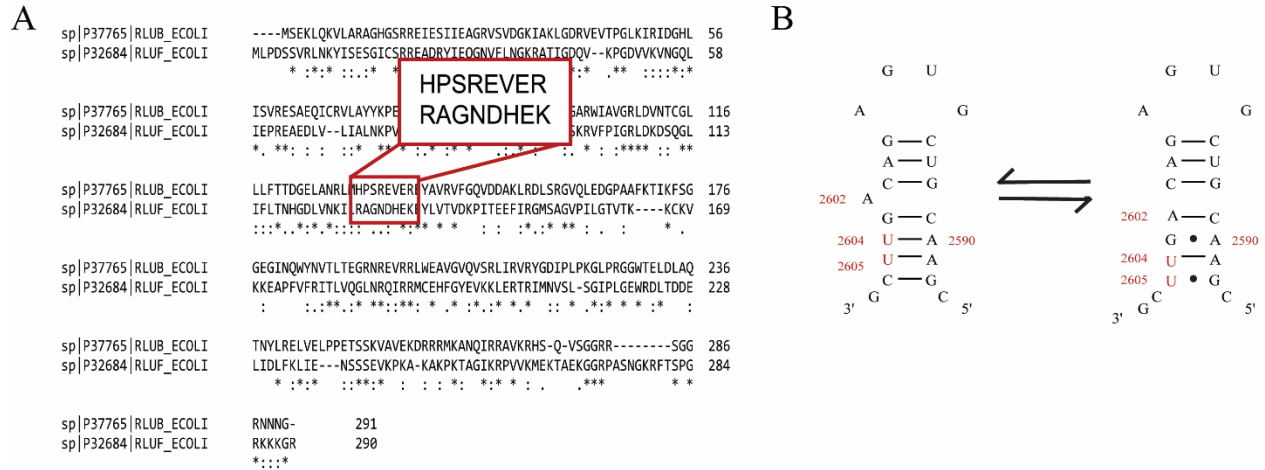 A
B
sp|P37765|RLUB_ECOLI ----MSEKLQKVLARAGHGSRREIESIIEAGRVSVDGKIAKLGDRVEVTPGLKIRIDGHL 56
sp|P32684|RLUF_ECOLI MLPDSSVRLNKYISESGICSRREADRYIEQGNVFLNGKRATIGDQV--KPGDVVKVNGQL 58
HPSREVER
RAGNDHEK
sp|P37765|RLUB_ECOLI ISVRESAEQICRVLAYYKPE GARWIAVGRLDVNTCGL 116
sp|P32684|RLUF_ECOLI IEPREAEDLV--LIALNKPV SKRVFPIGRLDKDSQGL 113
sp|P37765|RLUB_ECOLI LLFTTDGELANRLMHPSREVEREYAVRVFGQVDDAKLRDLSRGVQLEDGPAAFKTIKFSG 176
sp|P32684|RLUF_ECOLI IFLTNHGDLVNKILRAGNDHEKEYLVTVDKPITEEFIRGMSAGVPILGTVTK----KCKV 169
sp|P37765|RLUB_ECOLI GEGINQWYNVTLTEGRNREVRRLWEAVGVQVSRLIRVRYGDIPLPKGLPRGGWTELDLAQ 236
sp|P32684|RLUF_ECOLI KKEAPFVFRITLVQGLNRQIRRMCEHFGYEVKKLERTRIMNVSL-SGIPLGEWRDLTDDE 228
sp|P37765|RLUB_ECOLI TNYLRELVELPPETSSKVAVEKDRRRMKANQIRRAVKRHS-Q-VSGGRR--------SGG 286
sp|P32684|RLUF_ECOLI LIDLFKLIE---NSSSEVKPKA-KAKPKTAGIKRPVVKMEKTAEKGGRPASNGKRFTSPG 284
sp|P37765|RLUB_ECOLI RNNNG- 291
sp|P32684|RLUF_ECOLI RKKKGR 290
G U
A G
G C
A U
C G
2602 A
G C
2604 U A 2590
2605 U A
C G
3' G C 5'
G U
A G
G C
A U
C G
2602 A C
G A 2590
2604 U A
2605 U G
C C 5'
3' G